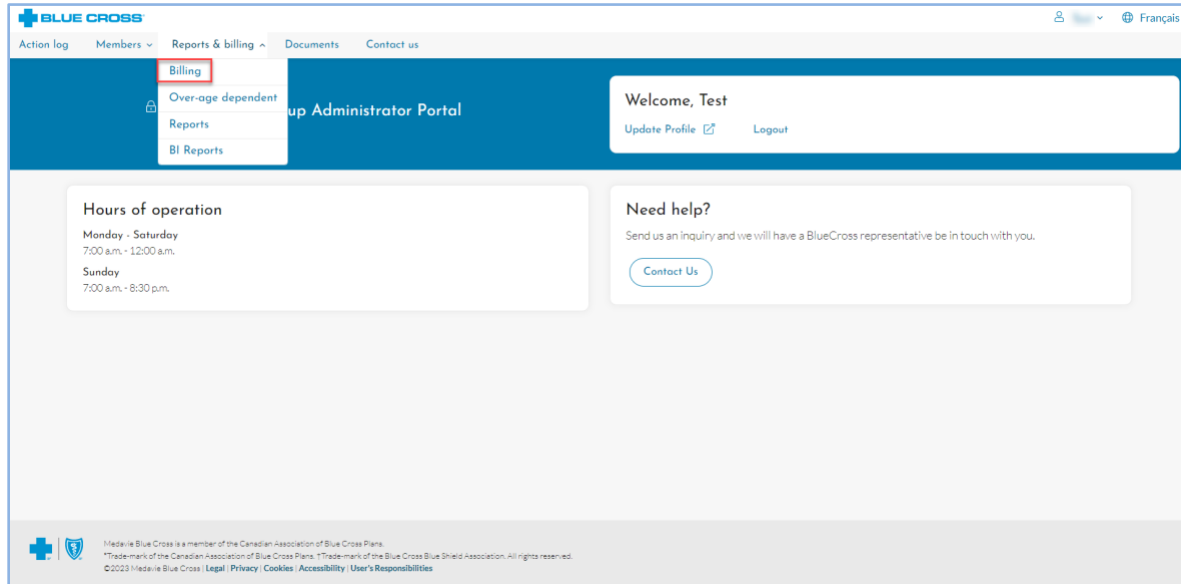 BLUE CROSS®
Français
Action log Members Reports & billing Documents Contact us
Billing
Over-age dependent
Reports
BI Reports
up Administrator Portal
Welcome, Test
Update Profile Logout
Hours of operation
Monday - Saturday
7:00 a.m. - 12:00 a.m.
Sunday
7:00 a.m. - 8:30 p.m.
Need help?
Send us an inquiry and we will have a BlueCross representative be in touch with you.
Contact Us
Medavie Blue Cross is a member of the Canadian Association of Blue Cross Plans.
*Trade-mark of the Canadian Association of Blue Cross Plans. †Trade-mark of the Blue Cross Blue Shield Association. All rights reserved.
©2023 Medavie Blue Cross | Legal | Privacy | Cookies | Accessibility | User's Responsibilities